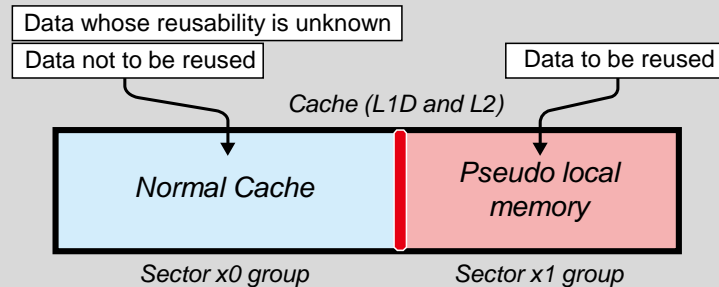 Data whose reusability is unknown
Data not to be reused
Data to be reused
Cache (L1D and L2)
Normal Cache
Pseudo local
memory
Sector x0 group
Sector x1 group